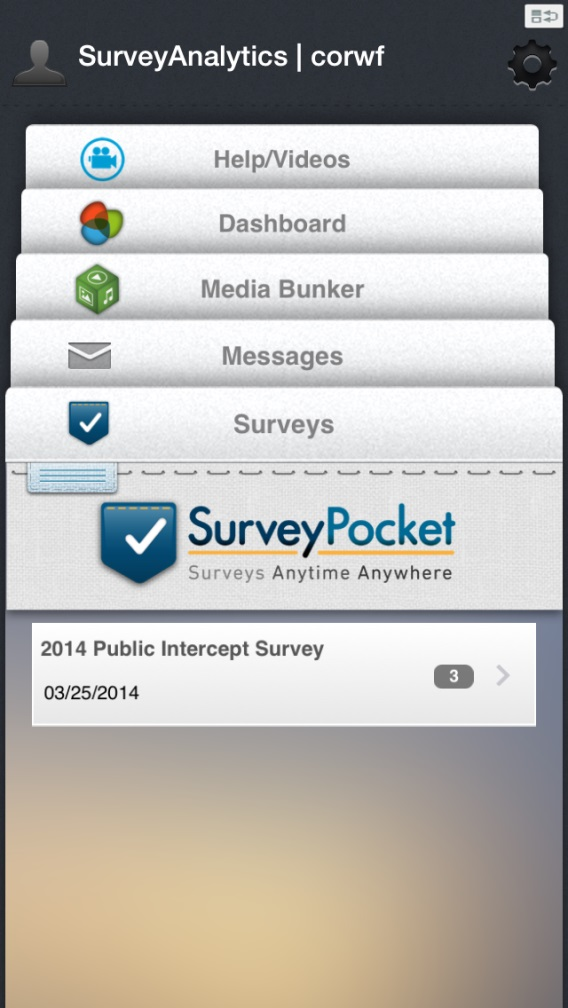 SurveyAnalytics | corwf
Help/Videos
Dashboard
Media Bunker
Messages
Surveys
SurveyPocket
Surveys Anytime Anywhere
2014 Public Intercept Survey
3
03/25/2014